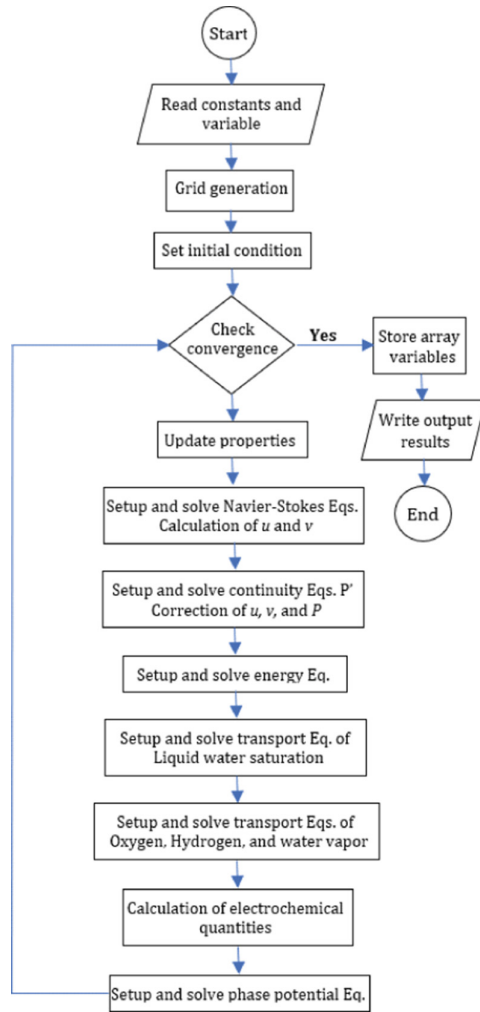 Start
Read constants and
variable
Grid generation
Set initial condition
Check
convergence
Yes
Store array
variables
Write output
results
End
Update properties
Setup and solve Navier-Stokes Eqs.
Calculation of u and v
Setup and solve continuity Eqs. P'
Correction of u, v, and P
Setup and solve energy Eq.
Setup and solve transport Eq. of
Liquid water saturation
Setup and solve transport Eqs. of
Oxygen, Hydrogen, and water vapor
Calculation of electrochemical
quantities
Setup and solve phase potential Eq.